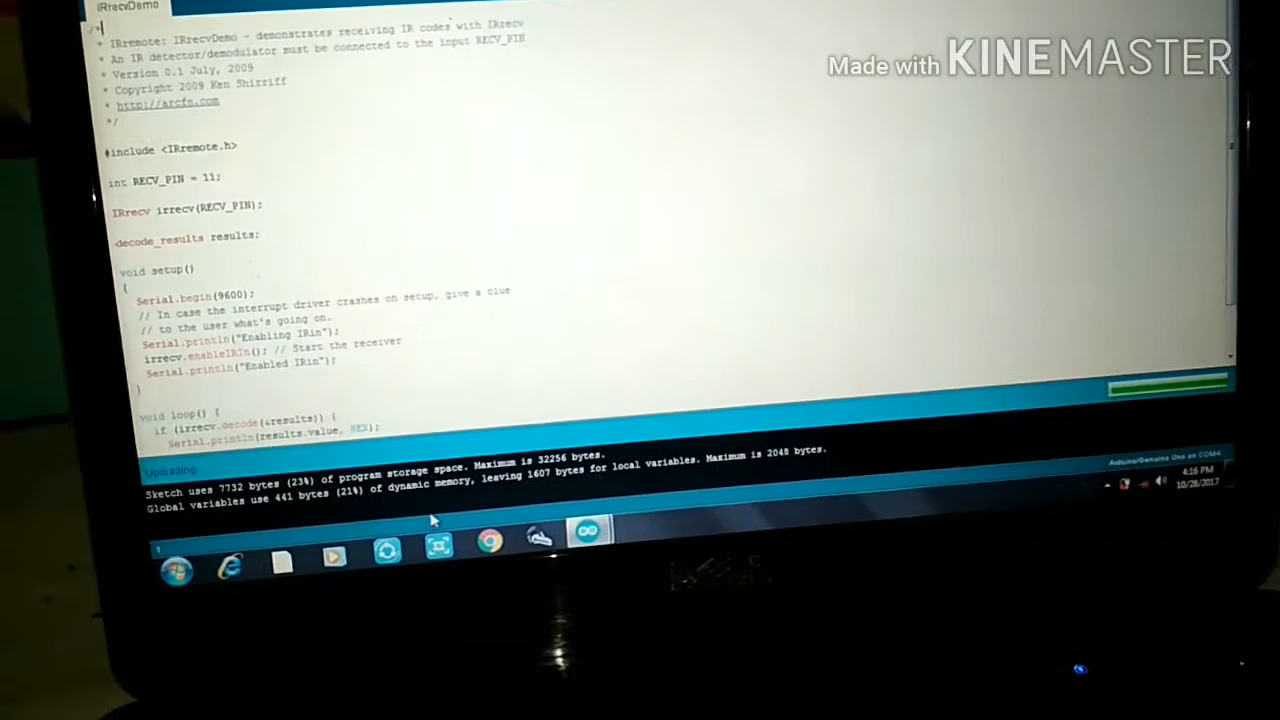 IRrecvDemo
/*
* IRremote: IRrecvDemo - demonstrates receiving IR codes with IRrecv
* An IR detector/demodulator must be connected to the input RECV_PIN
* Version 0.1 July, 2009
* Copyright 2009 Ken Shirriff
* http://arcfn.com
*/
#include <IRremote.h>
int RECV_PIN = 11;
IRrecv irrecv(RECV_PIN);
decode_results results;
void setup()
{
Serial.begin(9600);
// In case the interrupt driver crashes on setup, give a clue
// to the user what's going on.
Serial.println("Enabling IRin");
irrecv.enableIRIn(); // Start the receiver
Serial.println("Enabled IRin");
}
void loop() {
if (irrecv.decode(&results)) {
Serial.println(results.value, HEX);
Uploading...
Sketch uses 7732 bytes (23%) of program storage space. Maximum is 32256 bytes.
Global variables use 441 bytes (21%) of dynamic memory, leaving 1607 bytes for local variables. Maximum is 2048 bytes.
1
Arduino/Genuino Uno on COM4
4:16 PM
10/28/2017
Made with KINEMASTER